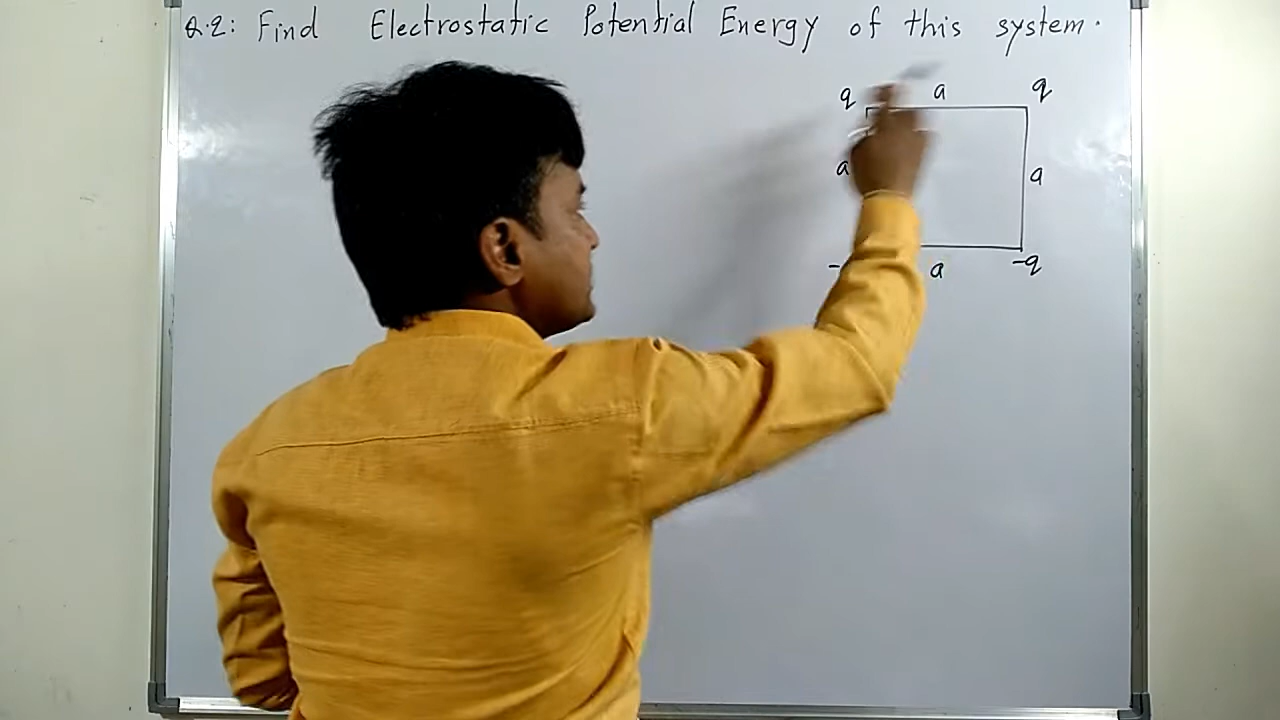 Q.2: Find Electrostatic Potential Energy of this system.
q a q
a a
- a -q